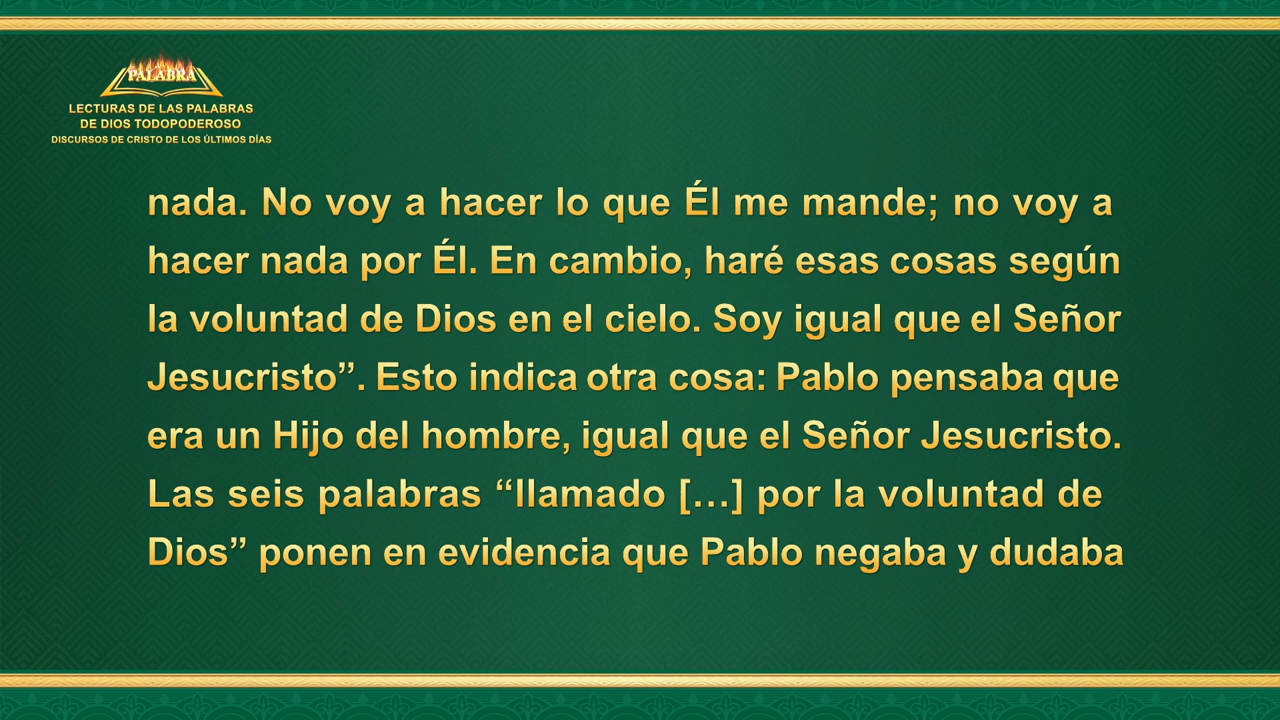 PALABRA
LECTURAS DE LAS PALABRAS
DE DIOS TODOPODEROSO
DISCURSOS DE CRISTO DE LOS ÚLTIMOS DÍAS
nada. No voy a hacer lo que Él me mande; no voy a
hacer nada por Él. En cambio, haré esas cosas según
la voluntad de Dios en el cielo. Soy igual que el Señor
Jesucristo”. Esto indica otra cosa: Pablo pensaba que
era un Hijo del hombre, igual que el Señor Jesucristo.
Las seis palabras “llamado […] por la voluntad de
Dios” ponen en evidencia que Pablo negaba y dudaba